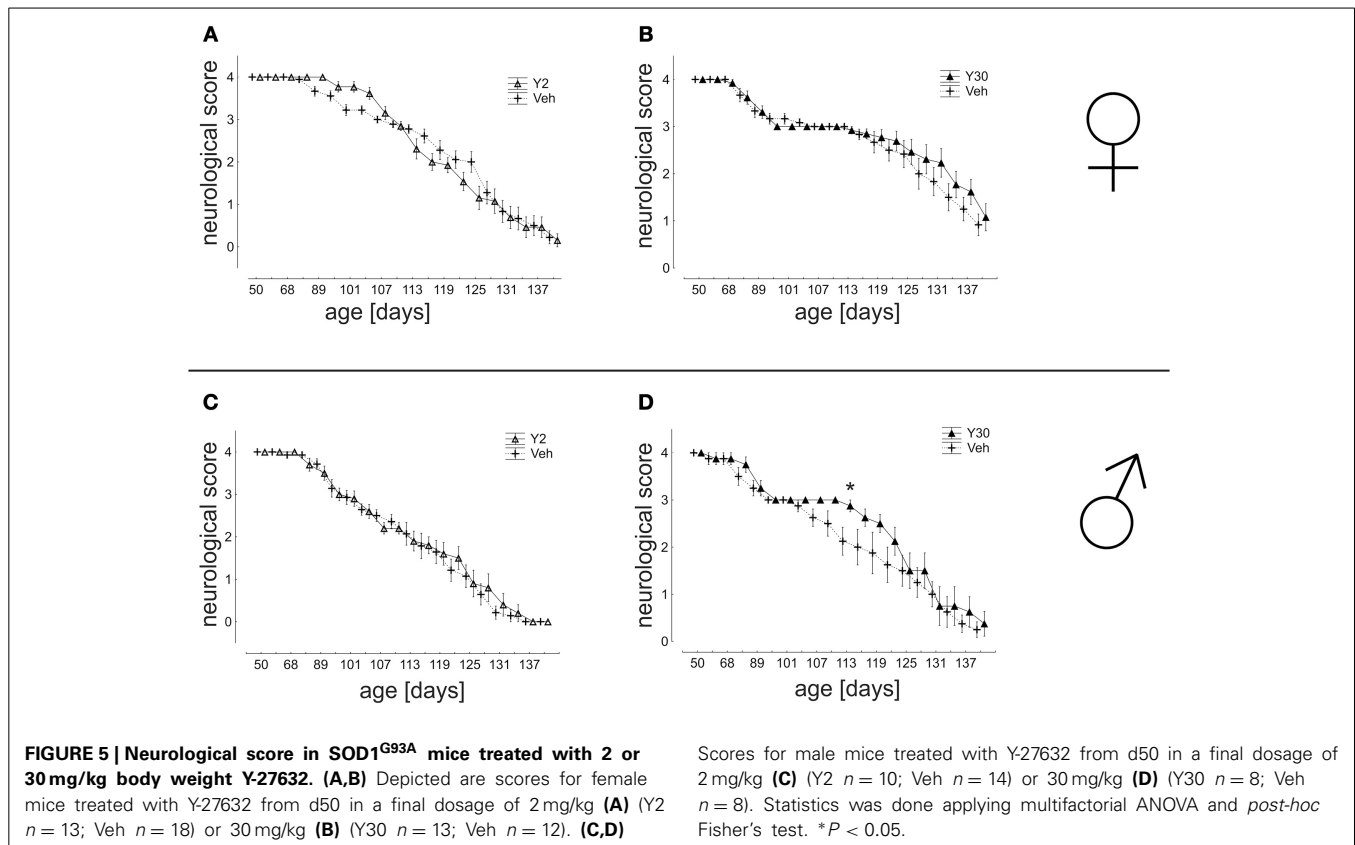 A
Y2
Veh
neurological score
4
3
2
1
0
50 68 89 101 107 113 119 125 131 137
age [days]
B
Y30
Veh
neurological score
4
3
2
1
0
50 68 89 101 107 113 119 125 131 137
age [days]
C
Y2
Veh
neurological score
4
3
2
1
0
50 68 89 101 107 113 119 125 131 137
age [days]
D
Y30
Veh
*
neurological score
4
3
2
1
0
50 68 89 101 107 113 119 125 131 137
age [days]
FIGURE 5 | Neurological score in SOD1G93A mice treated with 2 or
30 mg/kg body weight Y-27632. (A,B) Depicted are scores for female
mice treated with Y-27632 from d50 in a final dosage of 2 mg/kg (A) (Y2
n = 13; Veh n = 18) or 30 mg/kg (B) (Y30 n = 13; Veh n = 12). (C,D)
Scores for male mice treated with Y-27632 from d50 in a final dosage of
2 mg/kg (C) (Y2 n = 10; Veh n = 14) or 30 mg/kg (D) (Y30 n = 8; Veh
n = 8). Statistics was done applying multifactorial ANOVA and post-hoc
Fisher's test. *P < 0.05.